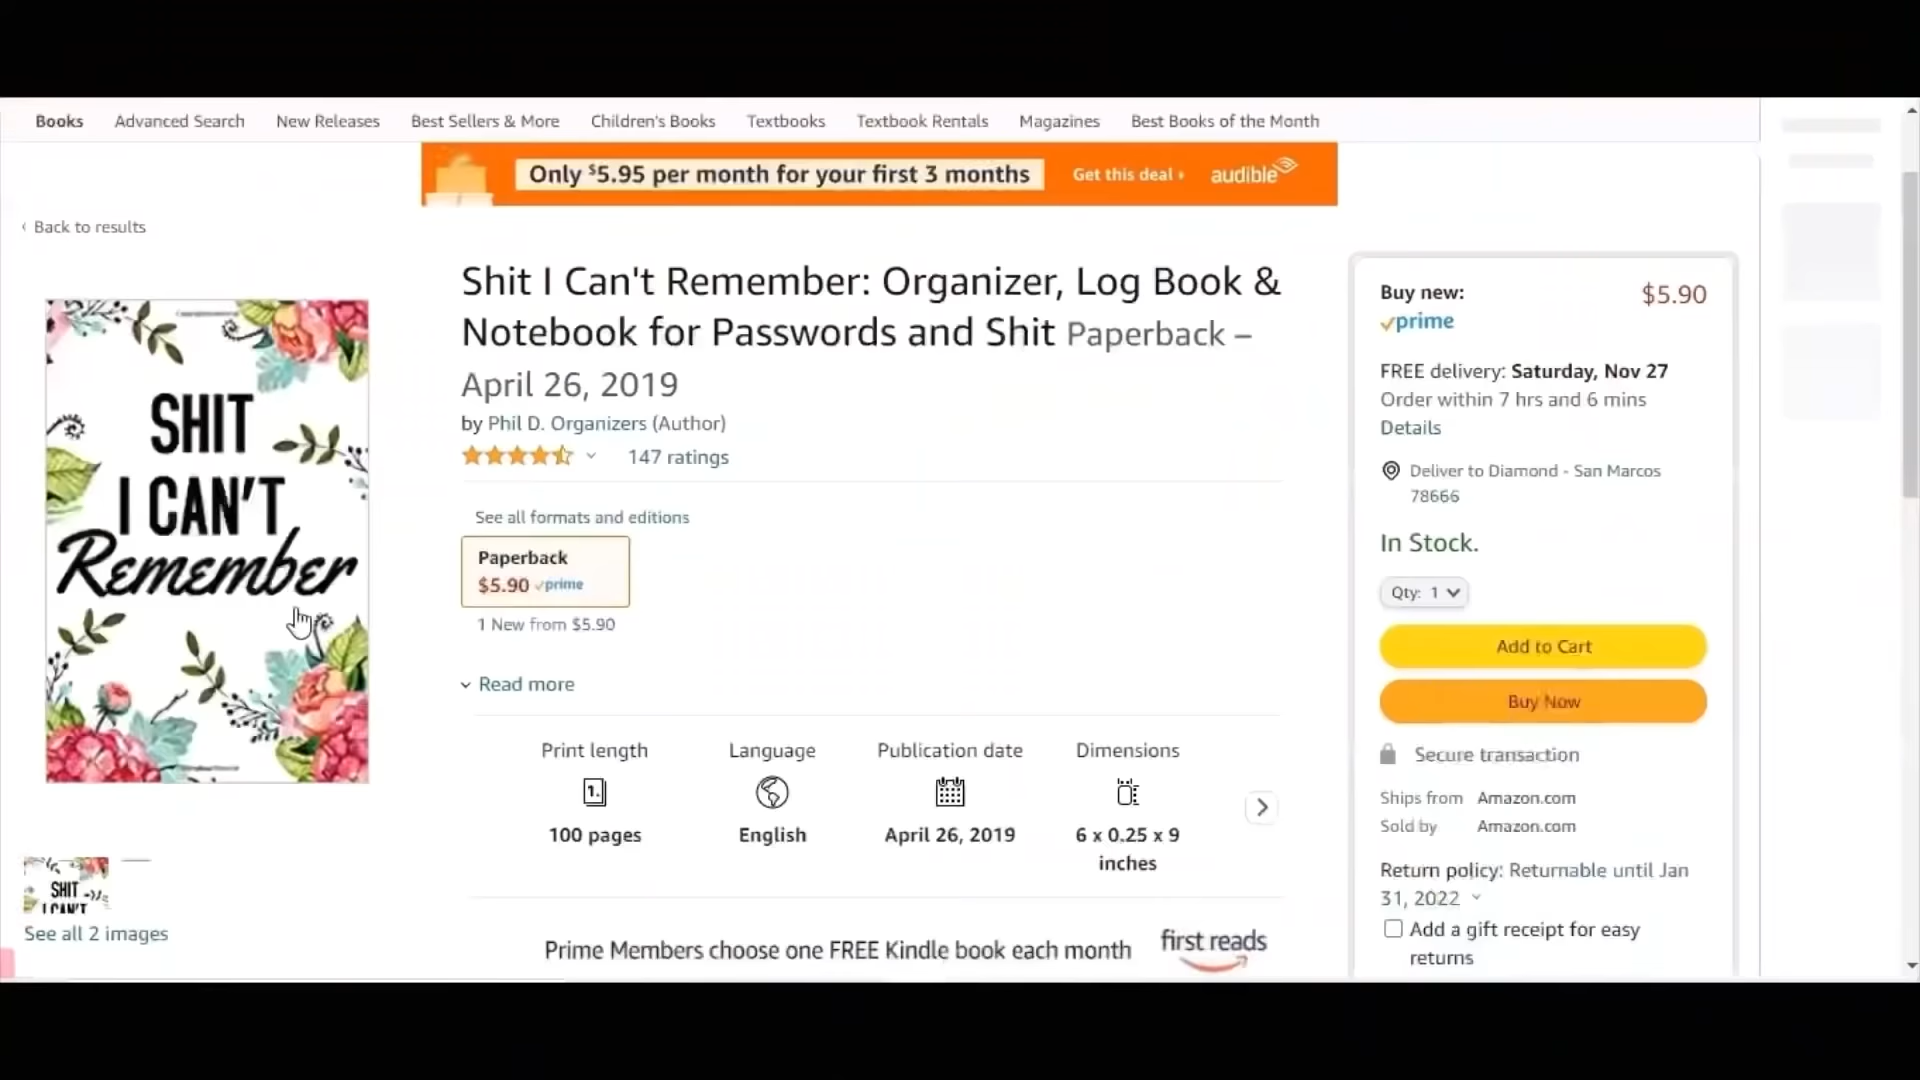 Books Advanced Search New Releases Best Sellers & More Children's Books Textbooks Textbook Rentals Magazines Best Books of the Month
Only $5.95 per month for your first 3 months Get this deal › audible
‹ Back to results
SHIT
I CAN'T
Remember
SHIT
I CAN'T
See all 2 images
Shit I Can't Remember: Organizer, Log Book &
Notebook for Passwords and Shit Paperback –
April 26, 2019
by Phil D. Organizers (Author)
147 ratings
See all formats and editions
Paperback
$5.90 prime
1 New from $5.90
Read more
Print length Language Publication date Dimensions
1.
100 pages English April 26, 2019 6 x 0.25 x 9
inches
Prime Members choose one FREE Kindle book each month first reads
Buy new: $5.90
prime
FREE delivery: Saturday, Nov 27
Order within 7 hrs and 6 mins
Details
Deliver to Diamond - San Marcos
78666
In Stock.
Qty: 1
Add to Cart
Buy Now
Secure transaction
Ships from Amazon.com
Sold by Amazon.com
Return policy: Returnable until Jan
31, 2022
Add a gift receipt for easy
returns